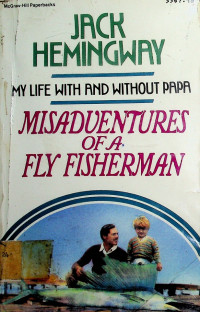 McGraw-Hill Paperbacks
JACK
HEMINGWAY
MY LIFE WITH AND WITHOUT PAPA
MISADVENTURES
OF A
FLY FISHERMAN